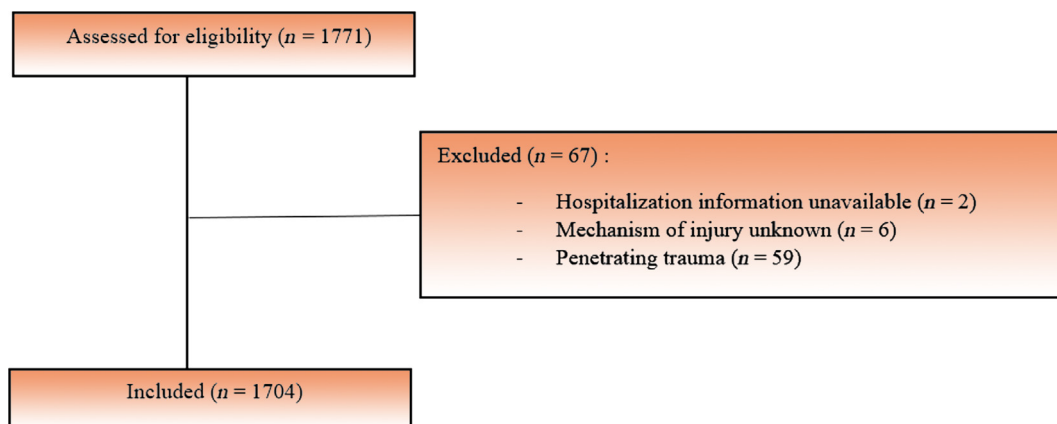 Assessed for eligibility (n = 1771)
Excluded (n = 67) :
- Hospitalization information unavailable (n = 2)
- Mechanism of injury unknown (n = 6)
- Penetrating trauma (n = 59)
Included (n = 1704)